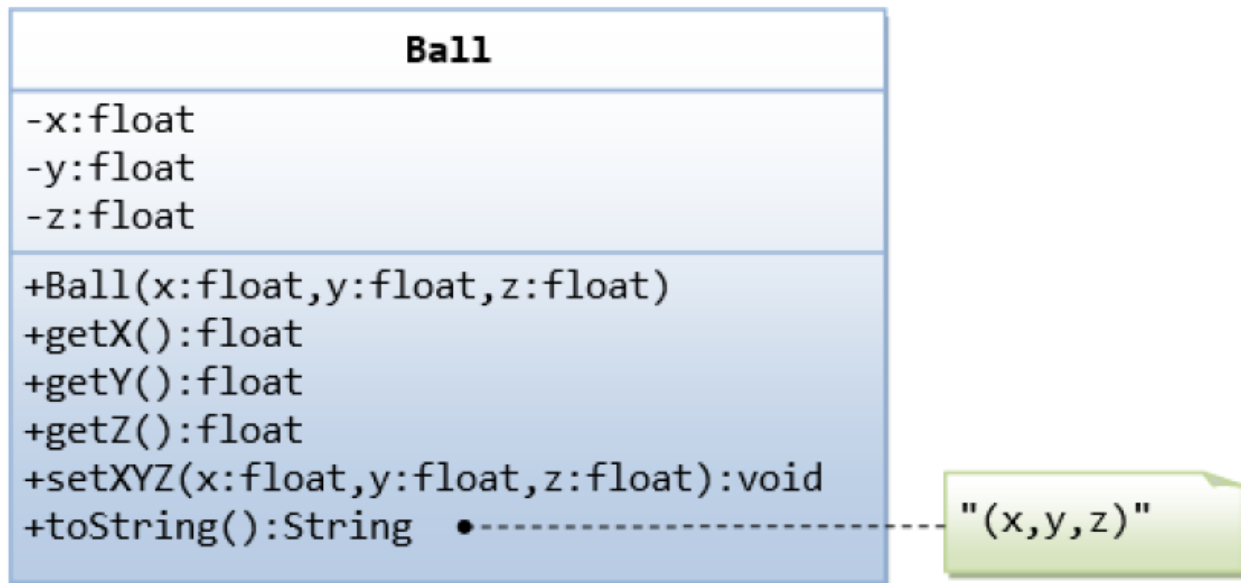 Ball
-x:float
-y:float
-z:float
+Ball(x:float,y:float,z:float)
+getX():float
+getY():float
+getZ():float
+setXYZ(x:float,y:float,z:float):void
+toString():String
"(x,y,z)"